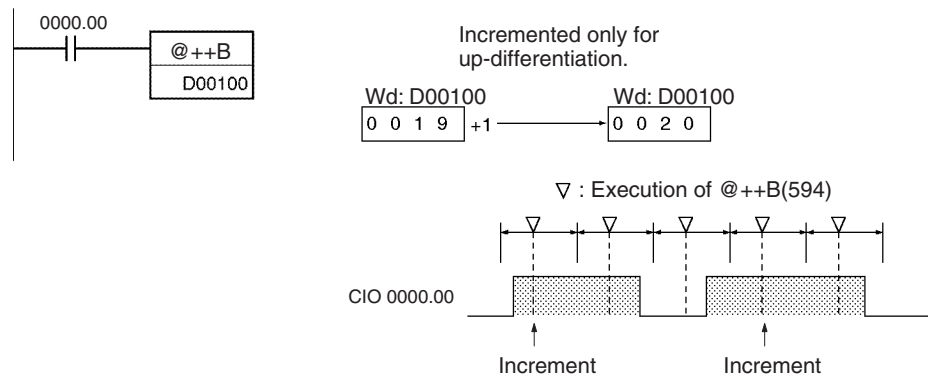 0000.00
@++B
D00100
Incremented only for
up-differentiation.
Wd: D00100
Wd: D00100
0 0 1 9 +1
0 0 2 0
▽ : Execution of @++B(594)
CIO 0000.00
Increment
Increment